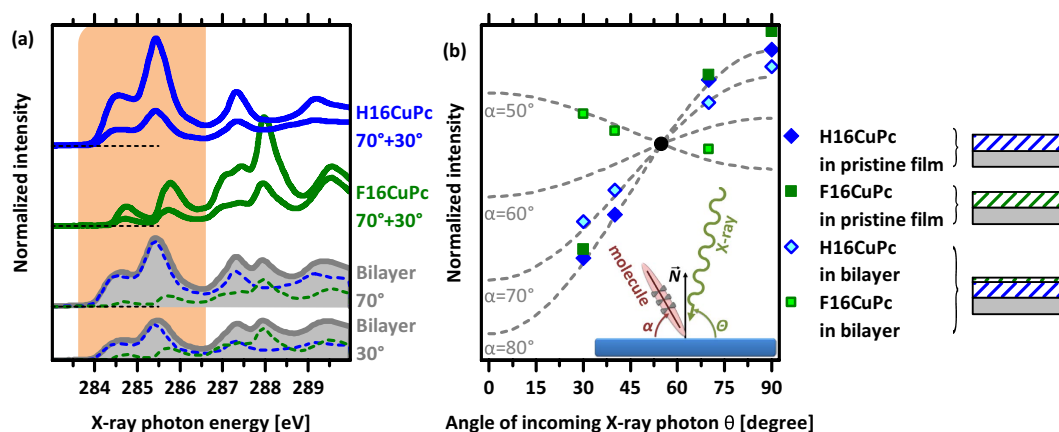 (a)
Normalized intensity
H16CuPc
70°+30°
F16CuPc
70°+30°
Bilayer
70°
Bilayer
30°
284 285 286 287 288 289
X-ray photon energy [eV]
(b)
Normalized intensity
α=50°
α=60°
α=70°
α=80°
molecule
α
N
X-ray
Θ
0 15 30 45 60 75 90
Angle of incoming X-ray photon θ [degree]
H16CuPc
in pristine film
F16CuPc
in pristine film
H16CuPc
in bilayer
F16CuPc
in bilayer